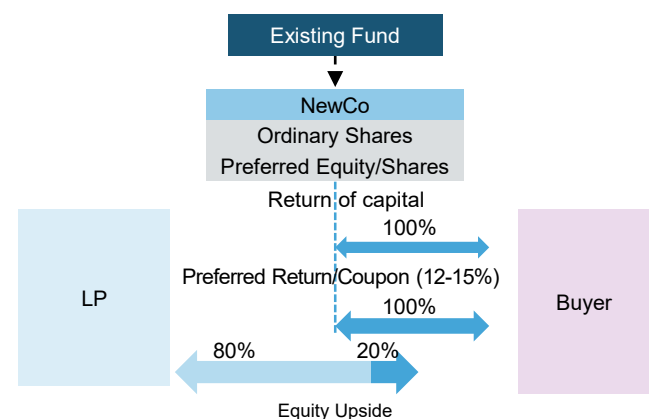 Existing Fund
NewCo
Ordinary Shares
Preferred Equity/Shares
Return of capital
100%
Preferred Return/Coupon (12-15%)
LP
Buyer
100%
80%
20%
Equity Upside